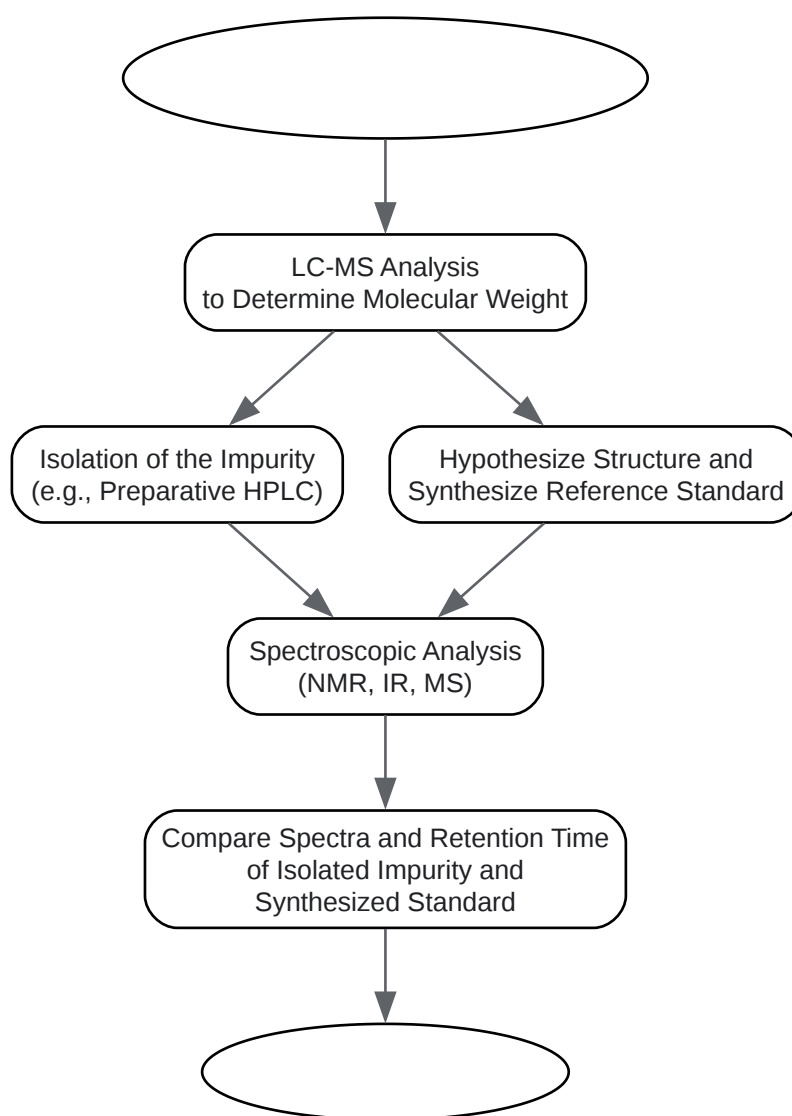 LC-MS Analysis
to Determine Molecular Weight
Isolation of the Impurity
(e.g., Preparative HPLC)
Hypothesize Structure and
Synthesize Reference Standard
Spectroscopic Analysis
(NMR, IR, MS)
Compare Spectra and Retention Time
of Isolated Impurity and
Synthesized Standard